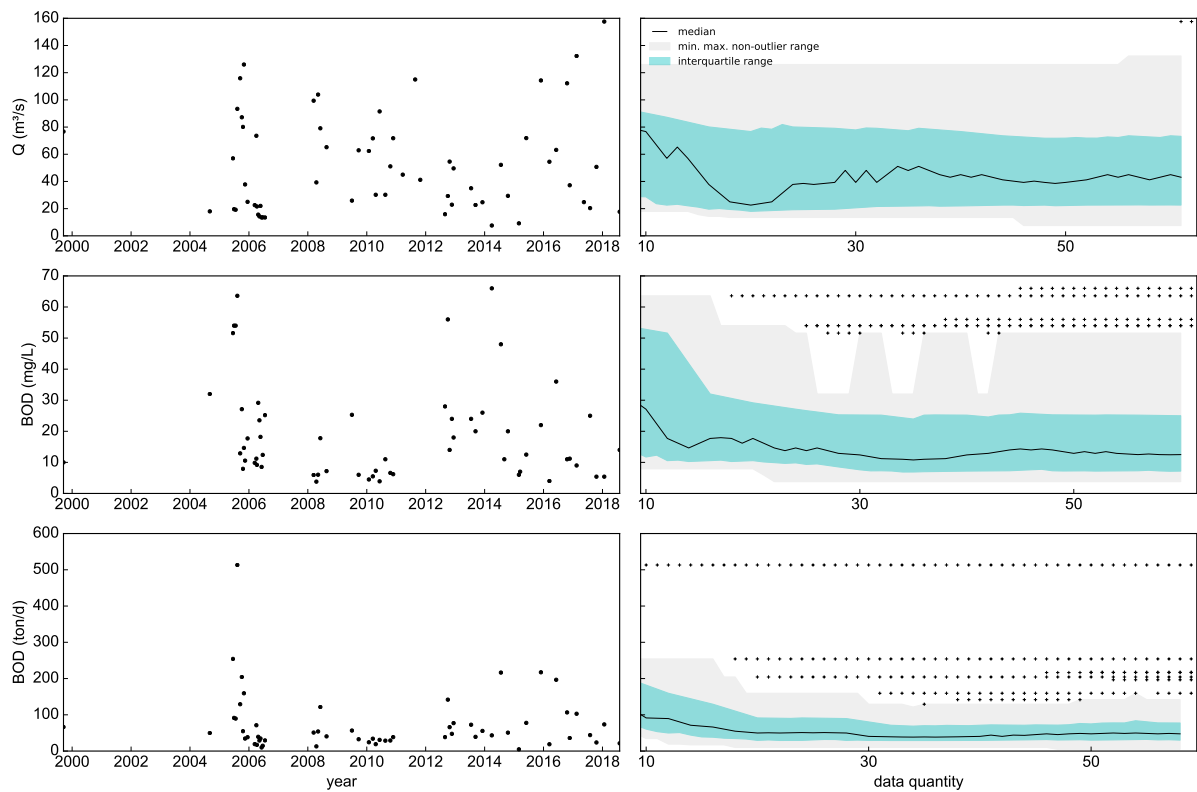 160
140
120
100
80
60
40
20
0
Q (m³/s)
2000 2002 2004 2006 2008 2010 2012 2014 2016 2018
median
min. max. non-outlier range
interquartile range
10 30 50
70
60
50
40
30
20
10
0
BOD (mg/L)
2000 2002 2004 2006 2008 2010 2012 2014 2016 2018
10 30 50
600
500
400
300
200
100
0
BOD (ton/d)
2000 2002 2004 2006 2008 2010 2012 2014 2016 2018
year
10 30 50
data quantity